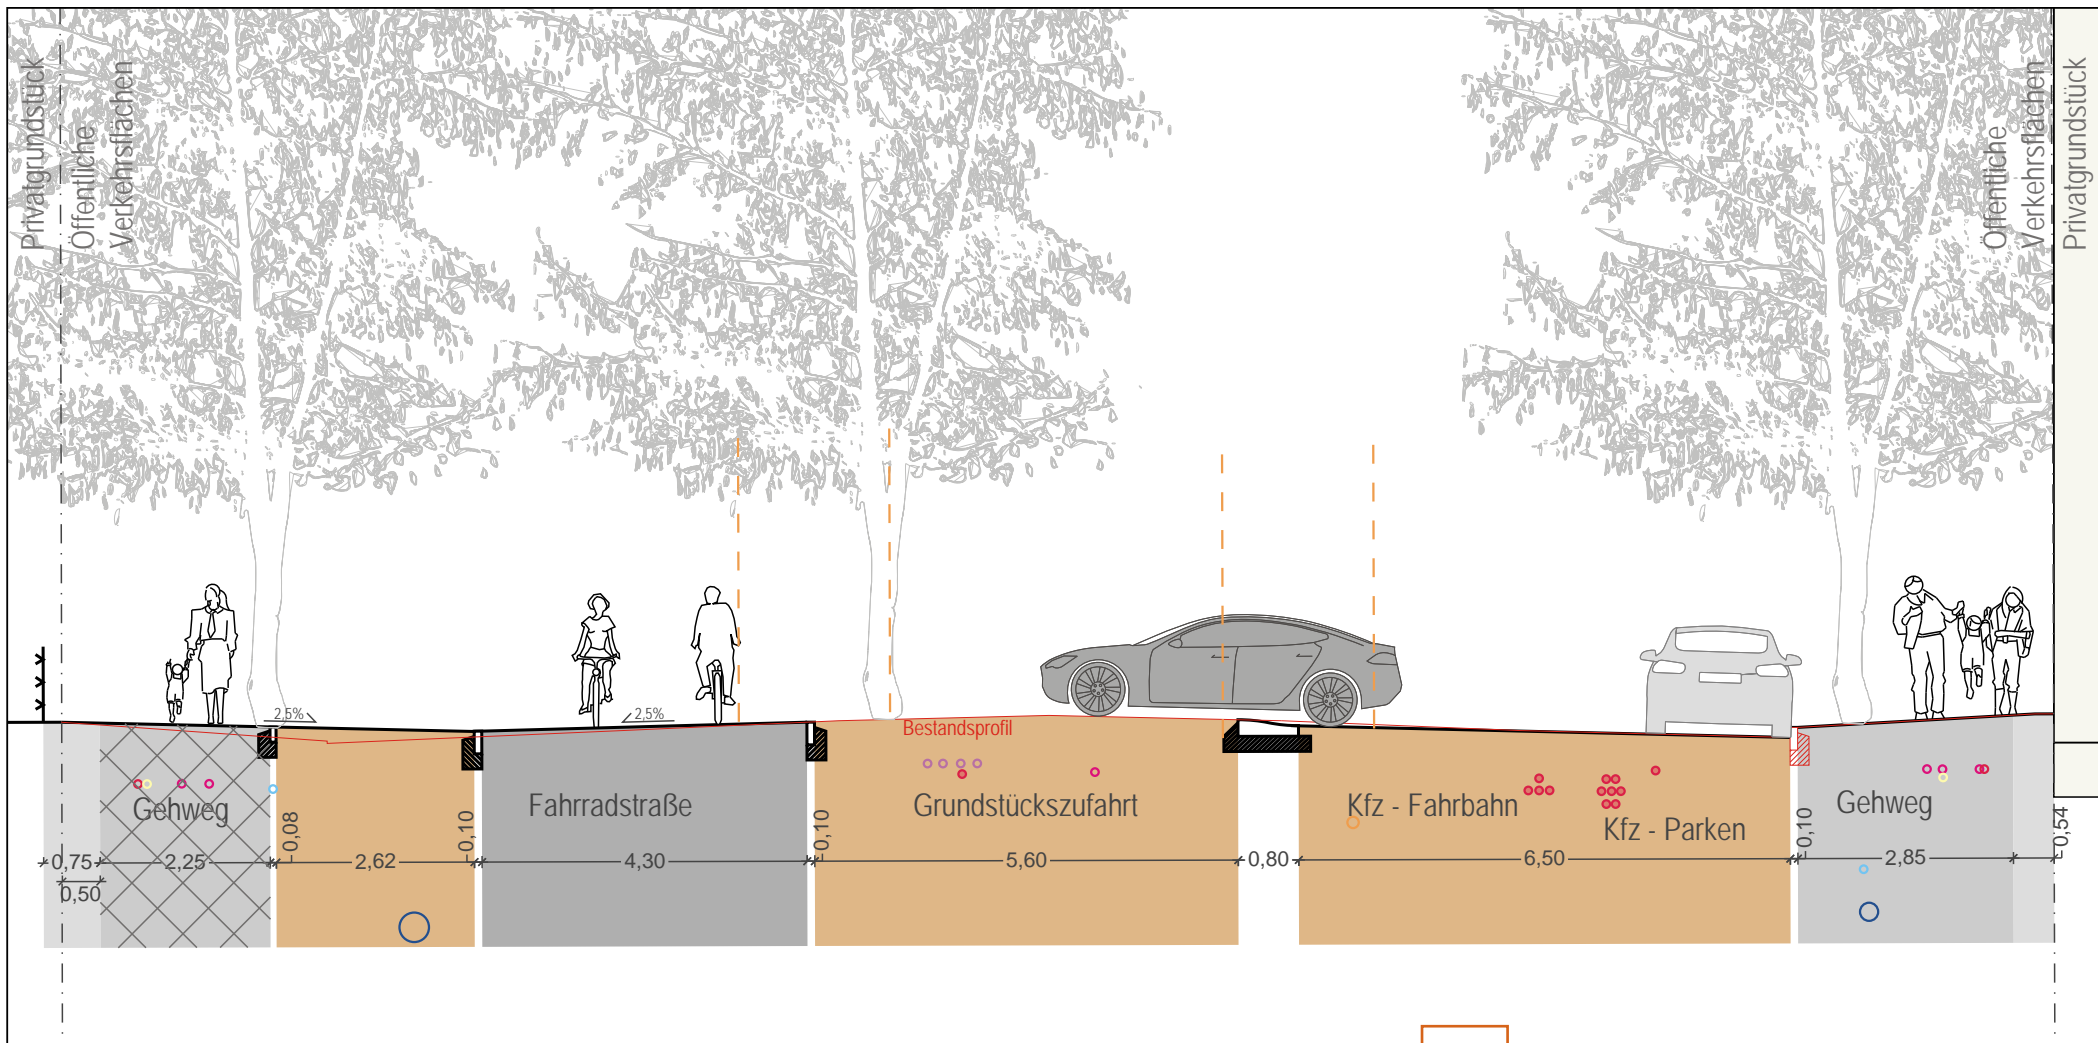 Privatgrundstück
Öffentliche
Verkehrsflächen
Öffentliche
Verkehrsflächen
Privatgrundstück
2,5%
2,5%
Bestandsprofil
Gehweg
Fahrradstraße
Grundstückszufahrt
Kfz - Fahrbahn
Kfz - Parken
Gehweg
0,75
2,25
0,08
2,62
0,10
4,30
0,10
5,60
0,80
6,50
0,10
2,85
0,54
0,50